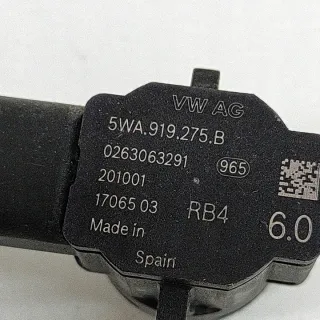 VW AG
5WA.919.275.B
0263063291 965
201001
17065 03 RB4 6.0
Made in
Spain